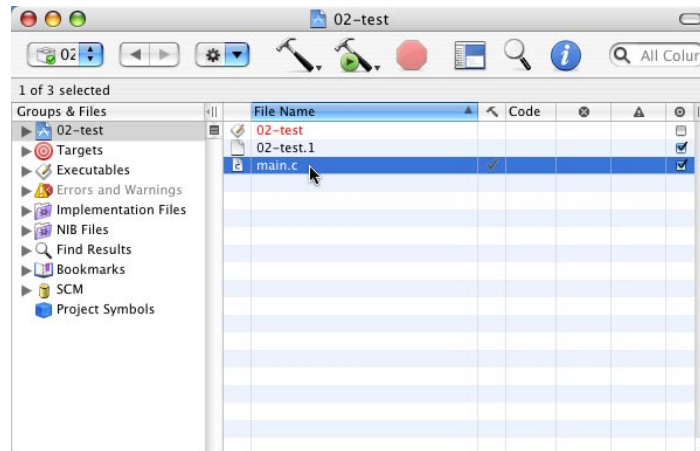 02-test
02
All Colur
1 of 3 selected
Groups & Files
File Name
Code
02-test
02-test
Targets
02-test.1
Executables
main.c
Errors and Warnings
Implementation Files
NIB Files
Find Results
Bookmarks
SCM
Project Symbols